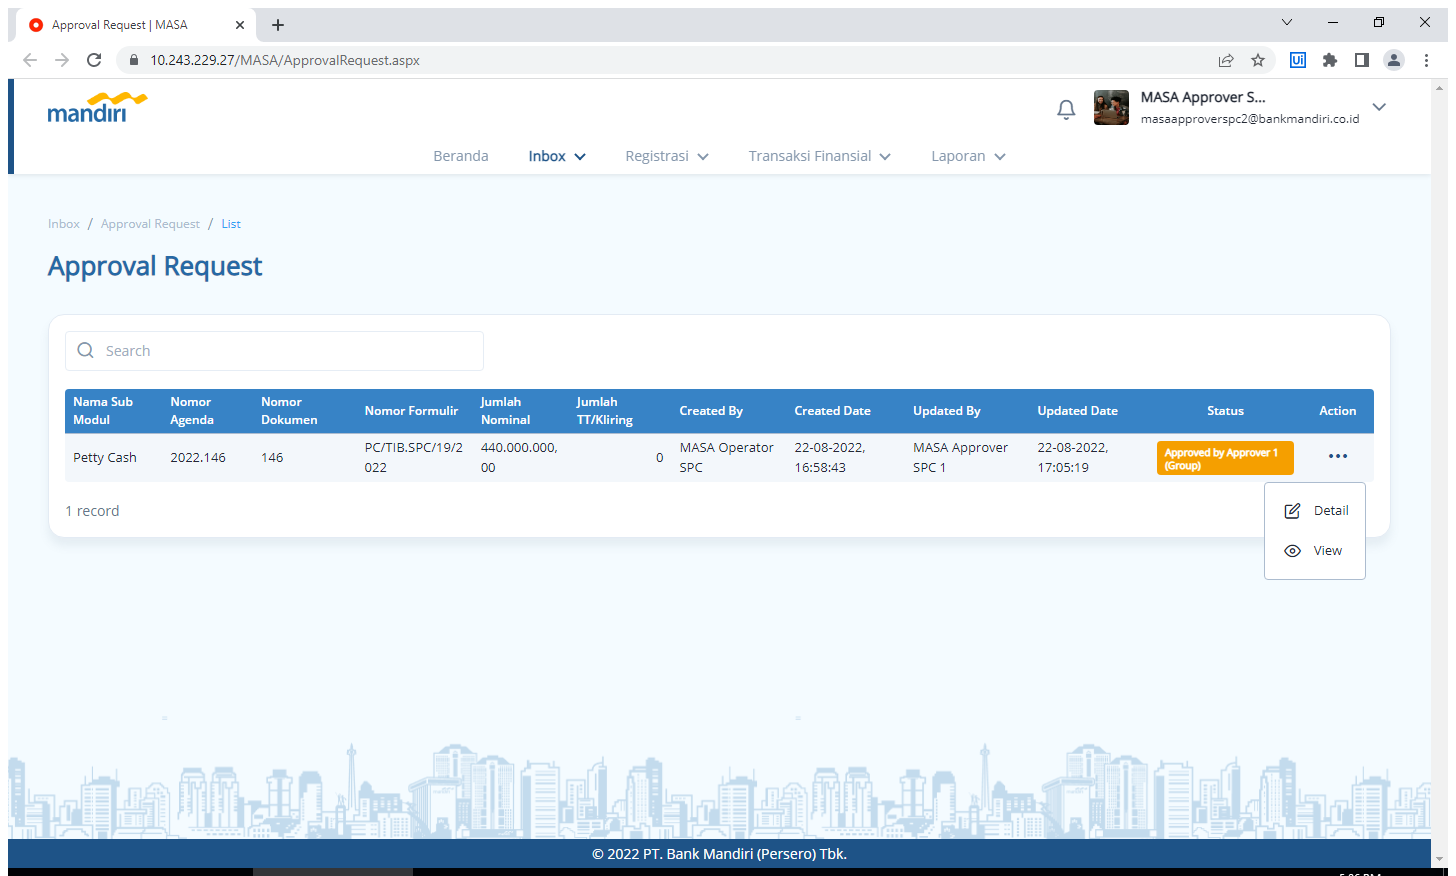 Approval Request | MASA
10.243.229.27/MASA/ApprovalRequest.aspx
Ui
mandiri
MASA Approver S...
masaapproverspc2@bankmandiri.co.id
Beranda
Inbox
Registrasi
Transaksi Finansial
Laporan
Inbox / Approval Request / List
Approval Request
Search
Nama Sub Modul
Nomor Agenda
Nomor Dokumen
Nomor Formulir
Jumlah Nominal
Jumlah TT/Kliring
Created By
Created Date
Updated By
Updated Date
Status
Action
Petty Cash
2022.146
146
PC/TIB.SPC/19/2
022
440.000.000,
00
0
MASA Operator
SPC
22-08-2022,
16:58:43
MASA Approver
SPC 1
22-08-2022,
17:05:19
Approved by Approver 1
(Group)
1 record
Detail
View
© 2022 PT. Bank Mandiri (Persero) Tbk.